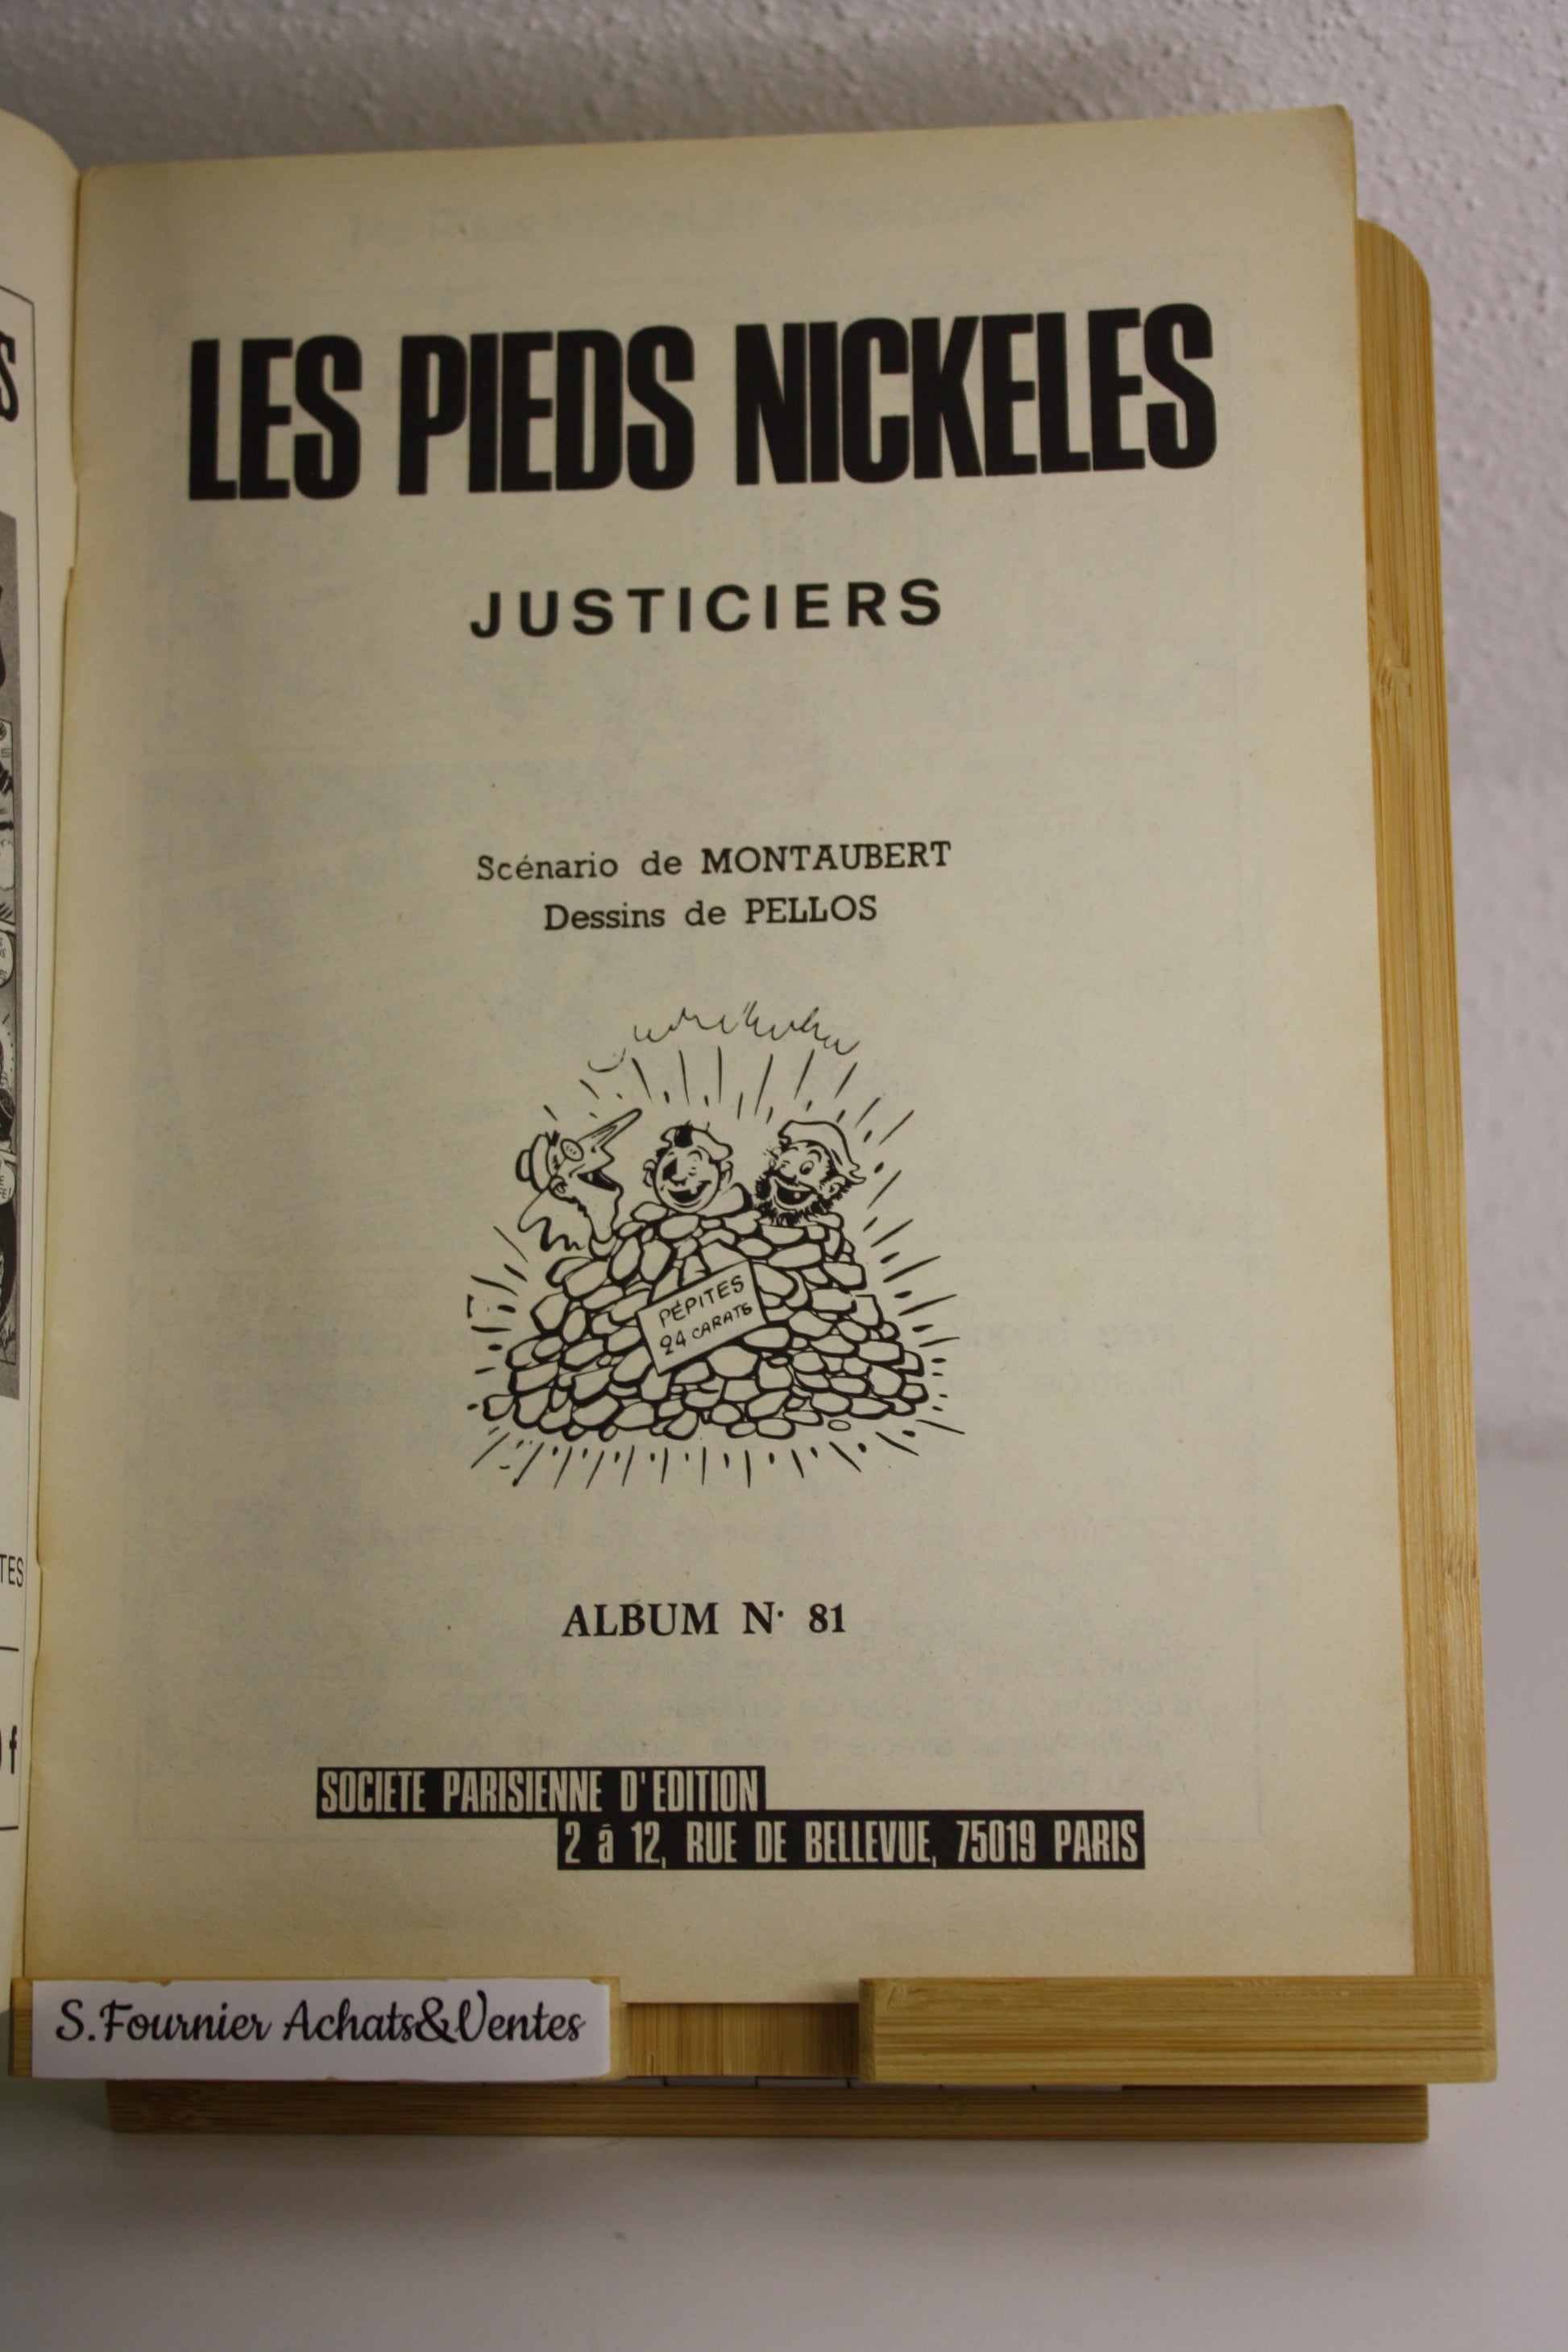 LES PIEDS NICKELES
JUSTICIERS
Scénario de MONTAUBERT
Dessins de PELLOS
PÉPITES
24 CARATS
ALBUM N· 81
SOCIETE PARISIENNE D'EDITION
2 à 12, RUE DE BELLEVUE, 75019 PARIS
S.Fournier Achats&Ventes